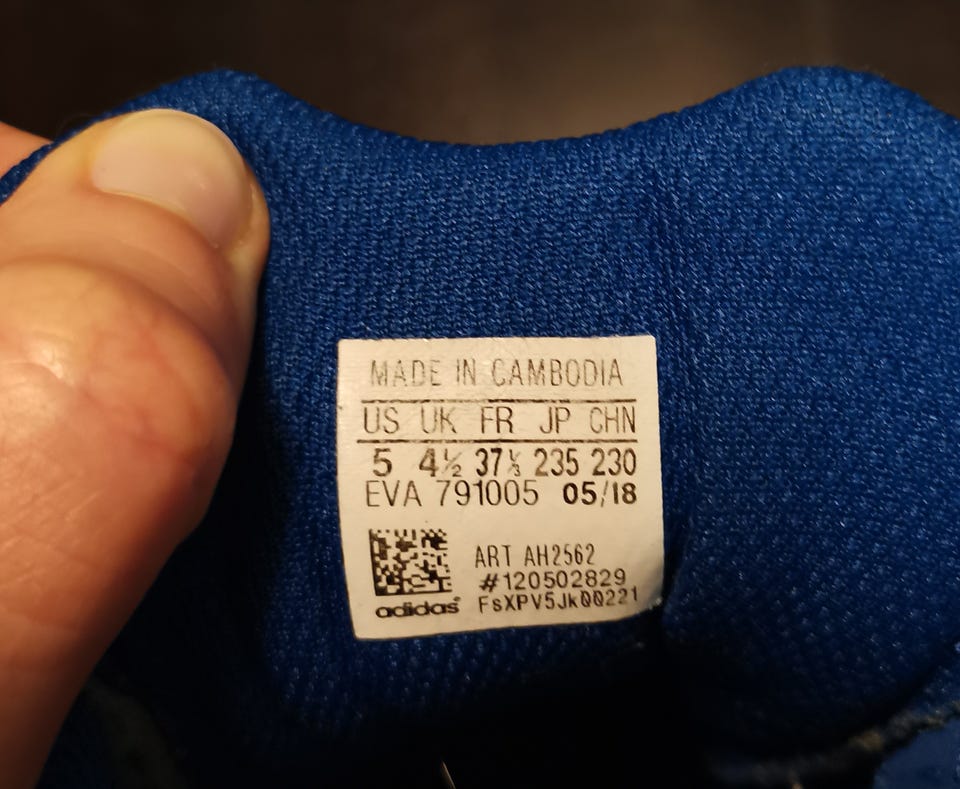 MADE IN CAMBODIA
US UK FR JP CHN
5 4½ 37⅓ 235 230
EVA 791005 05/18
ART AH2562
#120502829
adidas FsXPV5Jk00221